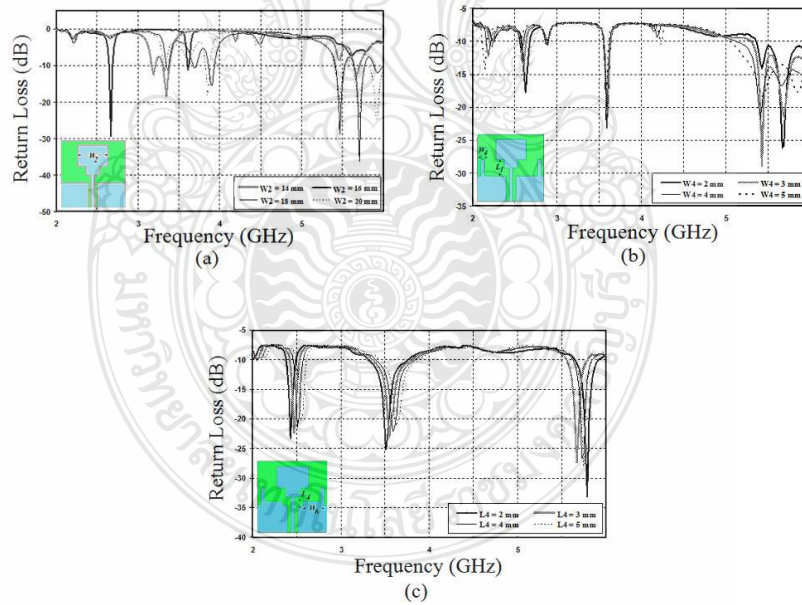 0
-10
-20
-30
-40
-50
Return Loss (dB)
W2
W2 = 14 mm W2 = 16 mm
W2 = 18 mm W2 = 20 mm
2 3 4 5
Frequency (GHz)
(a)
-5
-10
-15
-20
-25
-30
-35
Return Loss (dB)
W4 = 2 mm W4 = 3 mm
W4 = 4 mm W4 = 5 mm
2 3 4 5
Frequency (GHz)
(b)
-5
-10
-15
-20
-25
-30
-35
-40
Return Loss (dB)
L4
W6
L4 = 2 mm L4 = 3 mm
L4 = 4 mm L4 = 5 mm
2 3 4 5
Frequency (GHz)
(c)